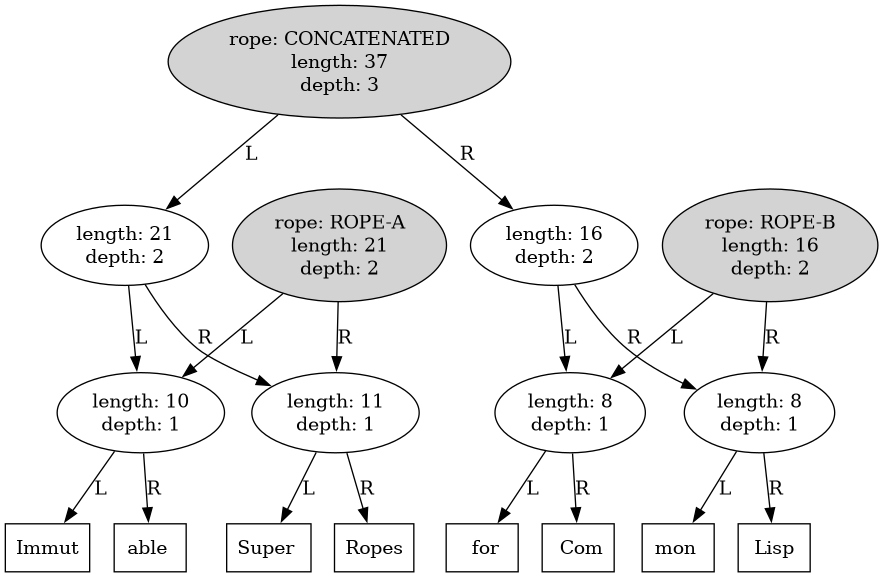 rope: CONCATENATED
length: 37
depth: 3
L
R
length: 21
depth: 2
rope: ROPE-A
length: 21
depth: 2
length: 16
depth: 2
rope: ROPE-B
length: 16
depth: 2
L
R
L
R
L
R
L
R
length: 10
depth: 1
length: 11
depth: 1
length: 8
depth: 1
length: 8
depth: 1
L
R
L
R
L
R
L
R
Immut
able
Super
Ropes
for
Com
mon
Lisp